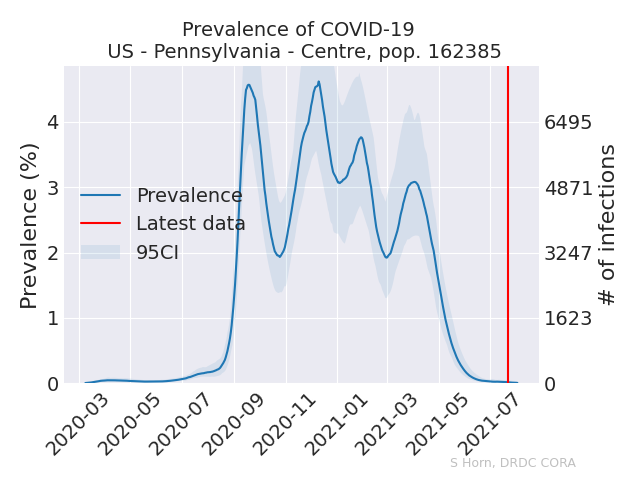 Prevalence of COVID-19
US - Pennsylvania - Centre, pop. 162385
Prevalence (%)
4
3
2
1
0
6495
4871
3247
1623
0
# of infections
Prevalence
Latest data
95CI
2020-03
2020-05
2020-07
2020-09
2020-11
2021-01
2021-03
2021-05
2021-07
S Horn, DRDC CORA